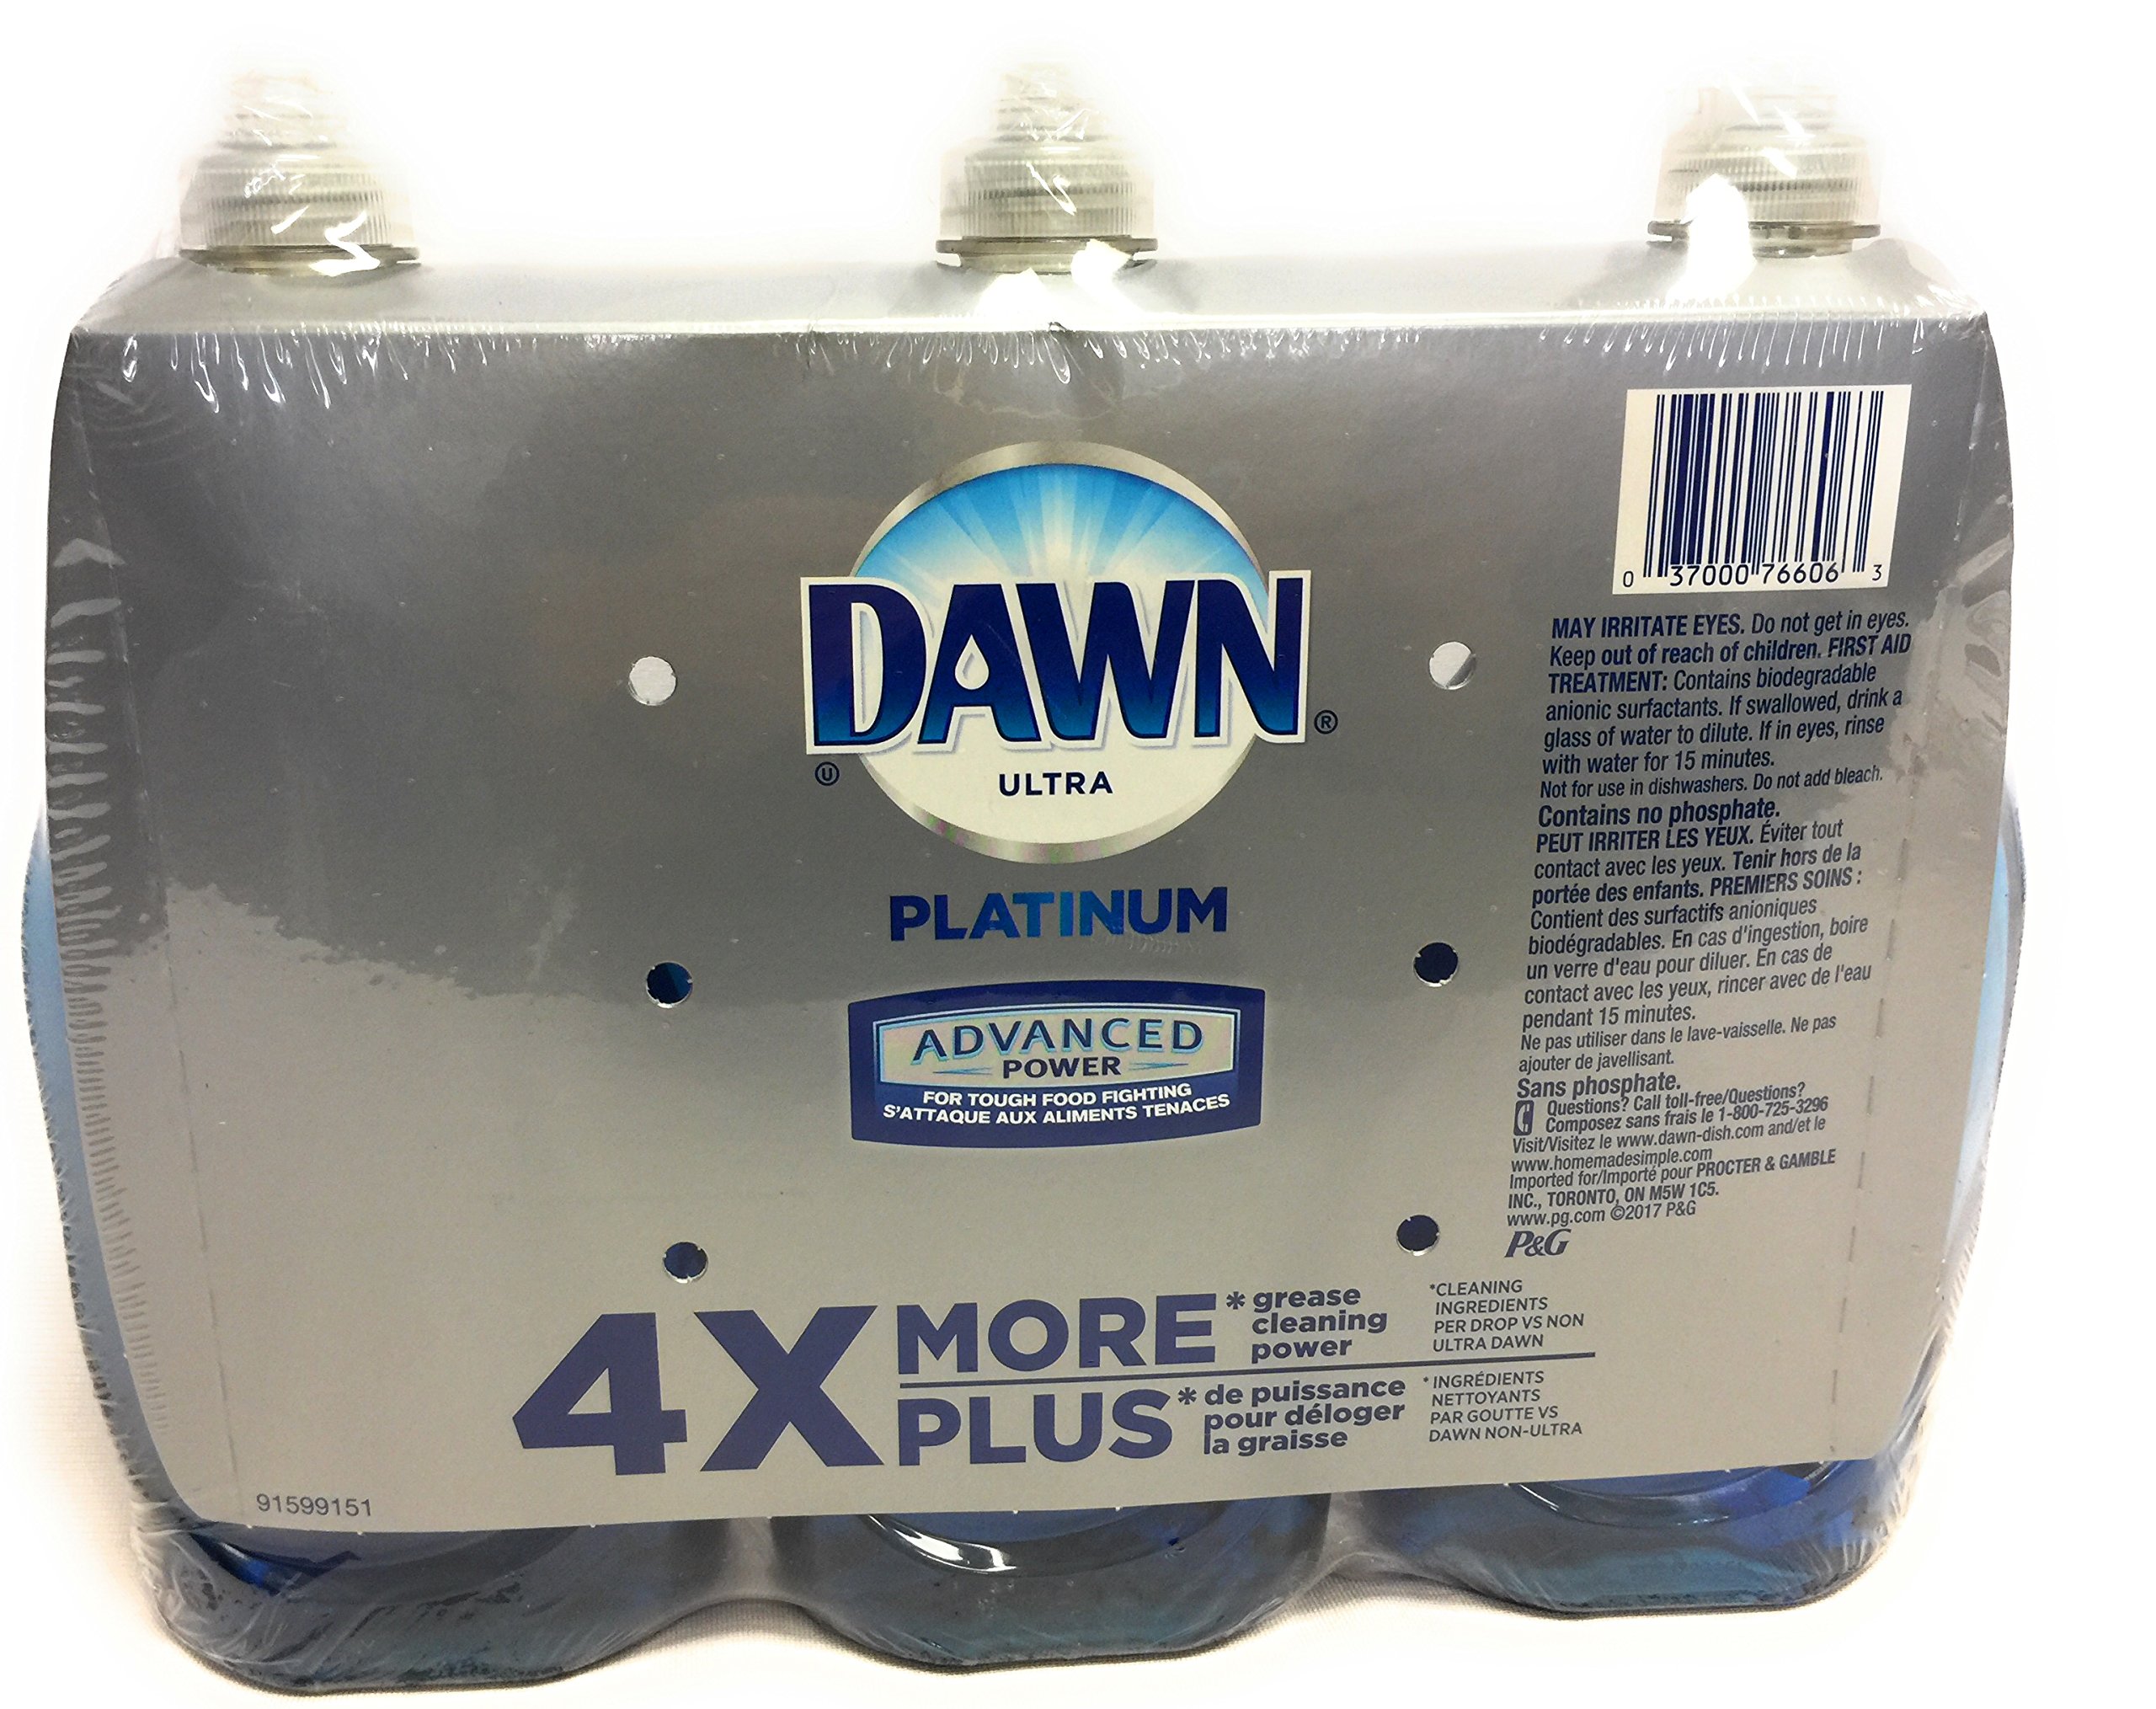 DAWN®
Ⓤ
ULTRA
PLATINUM
ADVANCED
POWER
FOR TOUGH FOOD FIGHTING
S'ATTAQUE AUX ALIMENTS TENACES
0 37000 76606 3
MAY IRRITATE EYES. Do not get in eyes.
Keep out of reach of children. FIRST AID
TREATMENT: Contains biodegradable
anionic surfactants. If swallowed, drink a
glass of water to dilute. If in eyes, rinse
with water for 15 minutes.
Not for use in dishwashers. Do not add bleach.
Contains no phosphate.
PEUT IRRITER LES YEUX. Éviter tout
contact avec les yeux. Tenir hors de la
portée des enfants. PREMIERS SOINS :
Contient des surfactifs anioniques
biodégradables. En cas d'ingestion, boire
un verre d'eau pour diluer. En cas de
contact avec les yeux, rincer avec de l'eau
pendant 15 minutes.
Ne pas utiliser dans le lave-vaisselle. Ne pas
ajouter de javellisant.
Sans phosphate.
Questions? Call toll-free/Questions?
Composez sans frais le 1-800-725-3296
Visit/Visitez le www.dawn-dish.com and/et le
www.homemadesimple.com
Imported for/Importé pour PROCTER & GAMBLE
INC., TORONTO, ON M5W 1C5.
www.pg.com ©2017 P&G
P&G
4X
MORE*
grease
cleaning
power
*CLEANING
INGREDIENTS
PER DROP VS NON
ULTRA DAWN
PLUS*
de puissance
pour déloger
la graisse
*INGRÉDIENTS
NETTOYANTS
PAR GOUTTE VS
DAWN NON-ULTRA
91599151